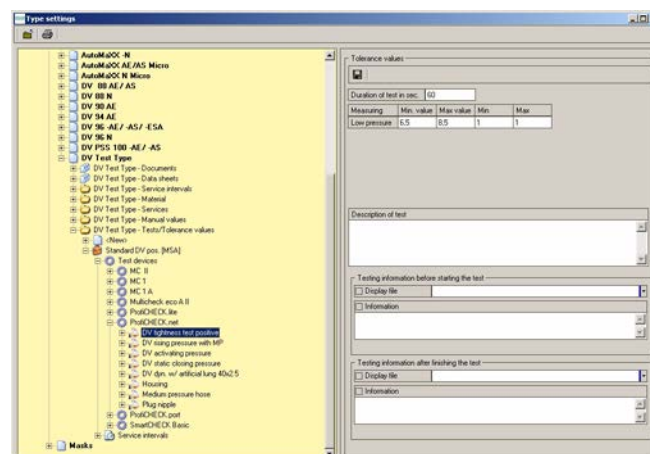 Type settings
AutoMaXX -N
AutoMaXX AE/AS Micro
AutoMaXX N Micro
DV 88 AE/ AS
DV 88 N
DV 90 AE
DV 94 AE
DV 96 -AE/ -AS/ -ESA
DV 96 N
DV PSS 100 -AE/ -AS
DV Test Type
DV Test Type - Documents
DV Test Type - Data sheets
DV Test Type - Service intervals
DV Test Type - Material
DV Test Type - Services
DV Test Type - Manual values
DV Test Type - Tests/Tolerance values
<New>
Standard DV pos. [MSA]
Test devices
MC II
MC 1
MC 1 A
Multicheck eco A II
ProfiCHECK.lite
ProfiCHECK.net
DV tightness test positive
DV rising pressure with MP
DV activating pressure
DV static closing pressure
DV dyn. w/ artificial lung 40x2.5
Housing
Medium pressure hose
Plug nipple
ProfiCHECK.port
SmartCHECK Basic
Service intervals
Masks
Tolerance values
Duration of test in sec. 60
Measuring Min. value Max value Min Max
Low pressure 6.5 8.5 1 1
Description of test
Testing information before starting the test
Display file
Information
Testing information after finishing the test
Display file
Information